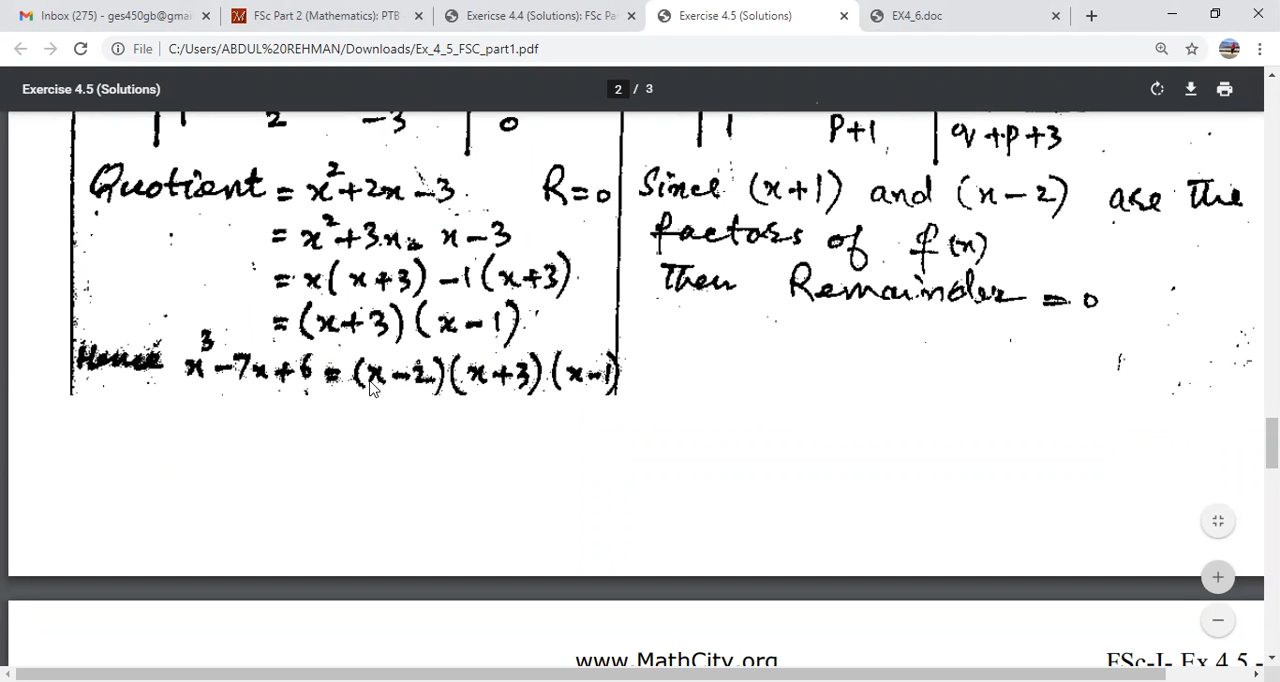 Inbox (275) - ges450gb@gmai
FSc Part 2 (Mathematics): PTB
Exericse 4.4 (Solutions): FSc Pa
Exericse 4.5 (Solutions)
EX4_6.doc
File
C:/Users/ABDUL%20REHMAN/Downloads/Ex_4_5_FSC_part1.pdf
Exercise 4.5 (Solutions)
2 / 3
1 2 -3 0
Quotient = x²+2x-3 R=0
= x²+3x- x-3
= x(x+3) -1(x+3)
= (x+3)(x-1)
Hence x³-7x+6 = (x-2)(x+3)(x-1)
1 p+1 q+p+3
Since (x+1) and (x-2) are the
factors of f(x)
Then Remainder = 0
www.MathCity.org
FSc-I- Ex 4.5 -